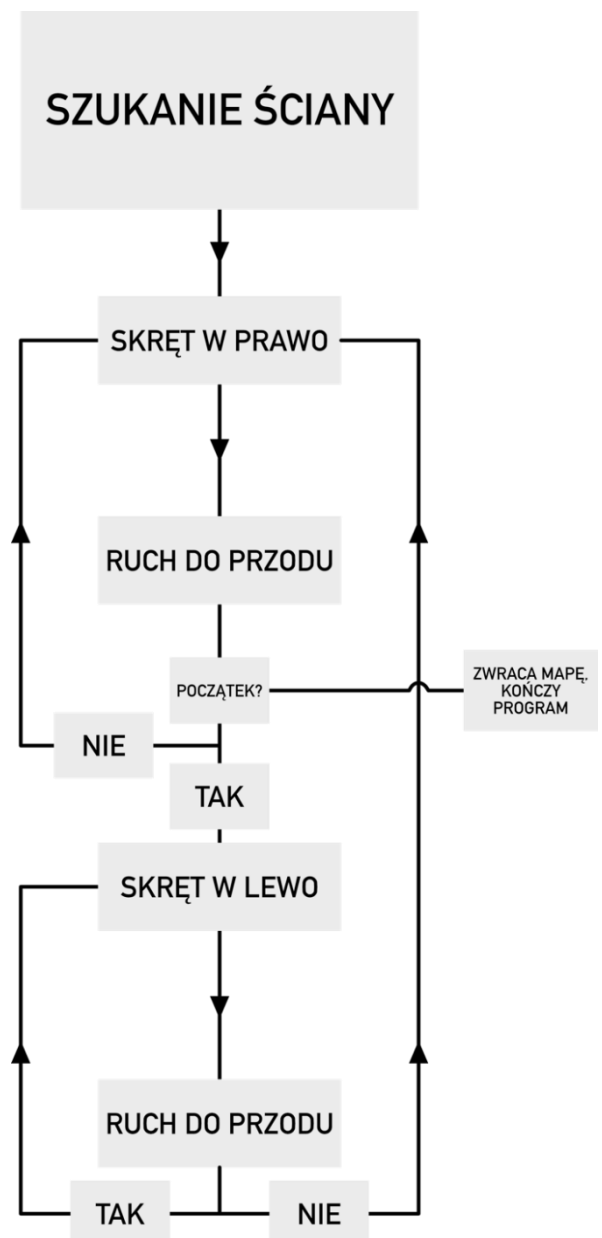 SZUKANIE ŚCIANY
SKRĘT W PRAWO
RUCH DO PRZODU
POCZĄTEK?
ZWRACA MAPĘ,
KOŃCZY
PROGRAM
NIE
TAK
SKRĘT W LEWO
RUCH DO PRZODU
TAK
NIE